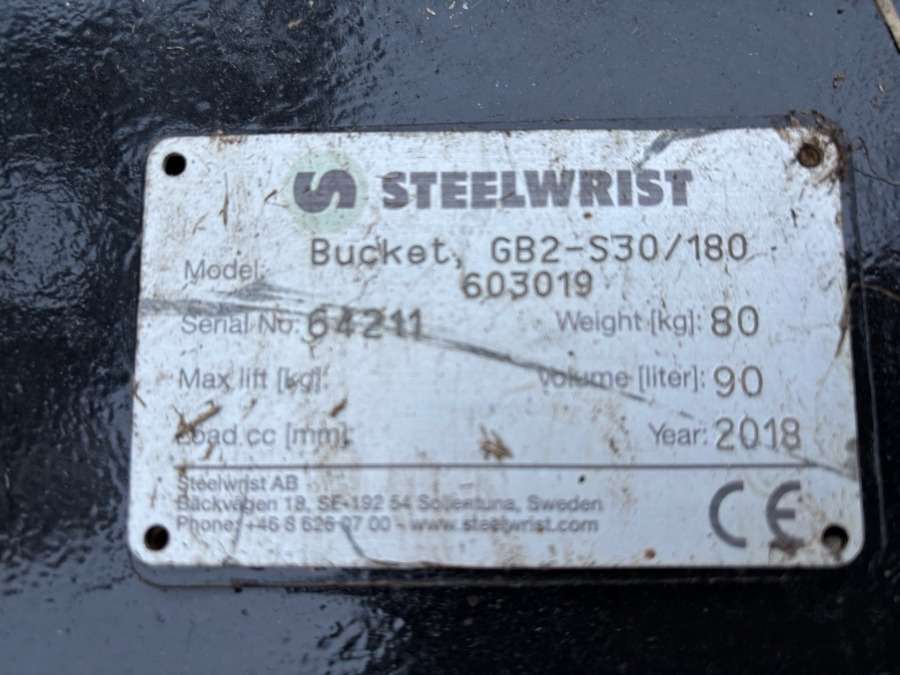 STEELWRIST
Model: Bucket, GB2-S30/180
603019
Serial No: 64211 Weight [kg]: 80
Max lift [kg]: Volume [liter]: 90
Load cc [mm]: Year: 2018
Steelwrist AB
Bäckvägen 18, SE-192 54 Sollentuna, Sweden
Phone: +46 8 626 07 00 - www.steelwrist.com
CE